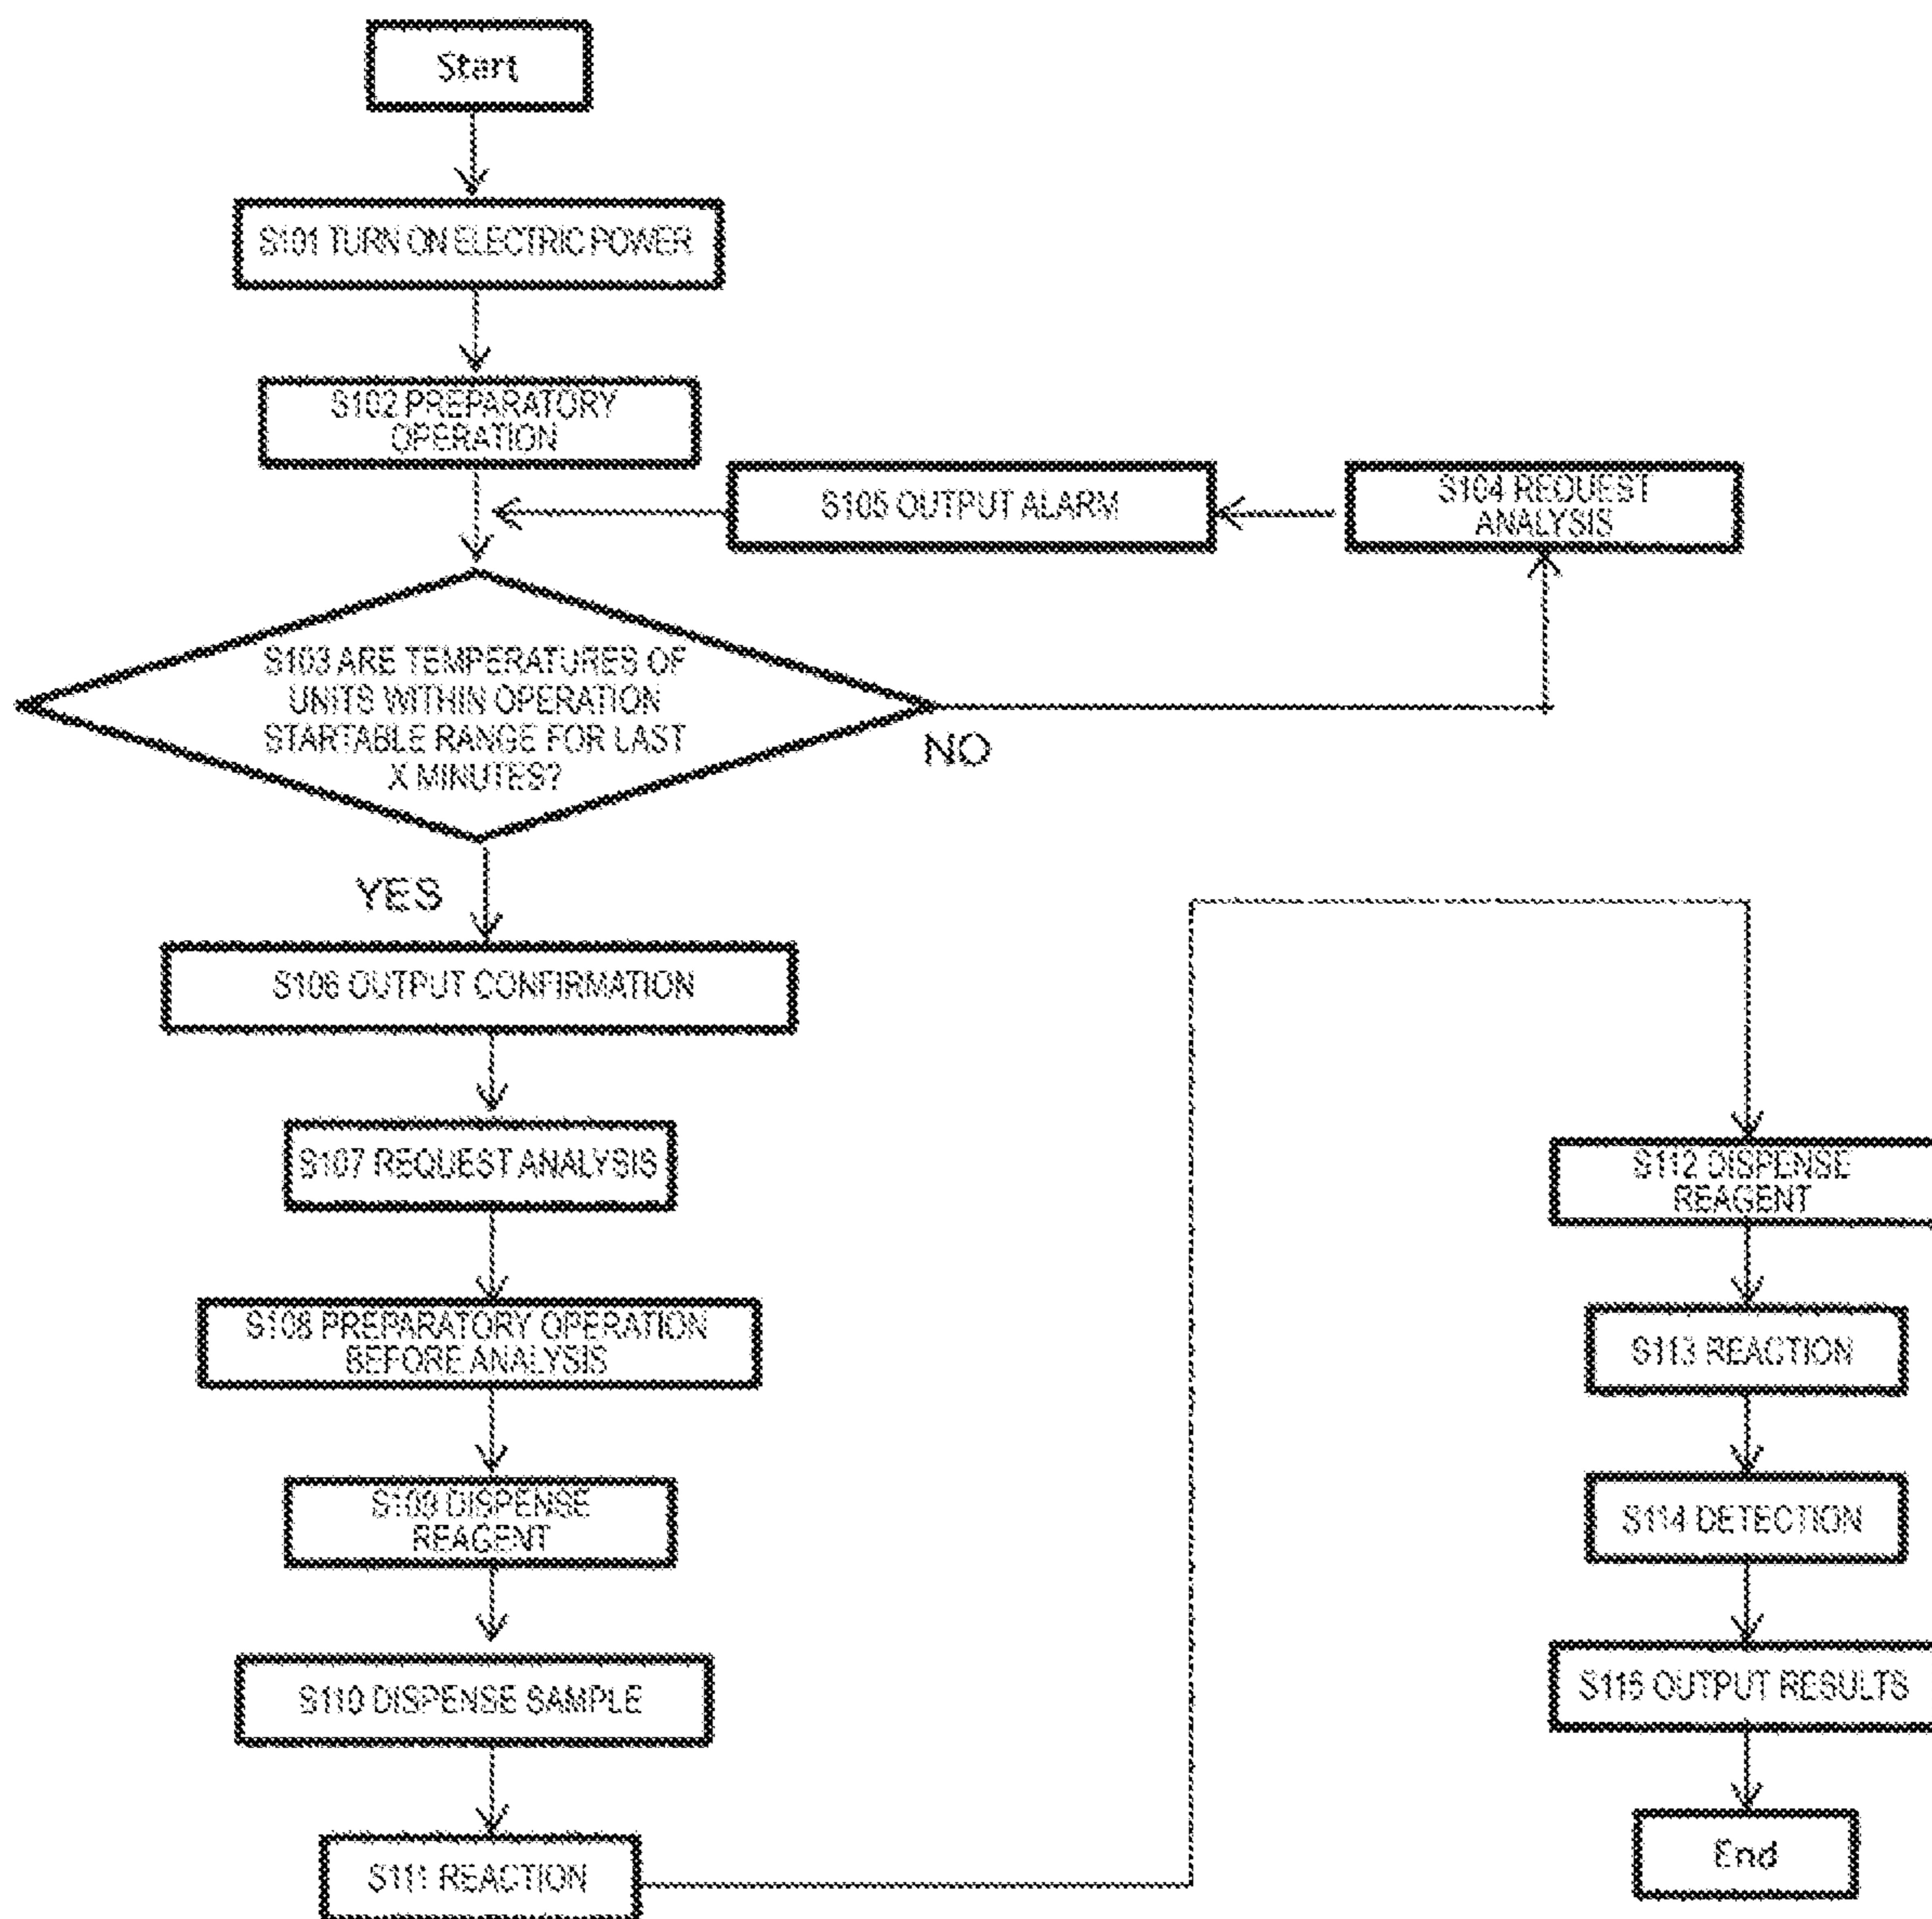 Start
S101 TURN ON ELECTRIC POWER
S102 PREPARATORY
OPERATION
S105 OUTPUT ALARM
S104 REQUEST
ANALYSIS
S103 ARE TEMPERATURES OF
UNITS WITHIN OPERATION
STARTABLE RANGE FOR LAST
X MINUTES?
NO
YES
S106 OUTPUT CONFIRMATION
S107 REQUEST ANALYSIS
S108 PREPARATORY OPERATION
BEFORE ANALYSIS
S109 DISPENSE
REAGENT
S110 DISPENSE SAMPLE
S111 REACTION
S112 DISPENSE
REAGENT
S113 REACTION
S114 DETECTION
S115 OUTPUT RESULTS
End